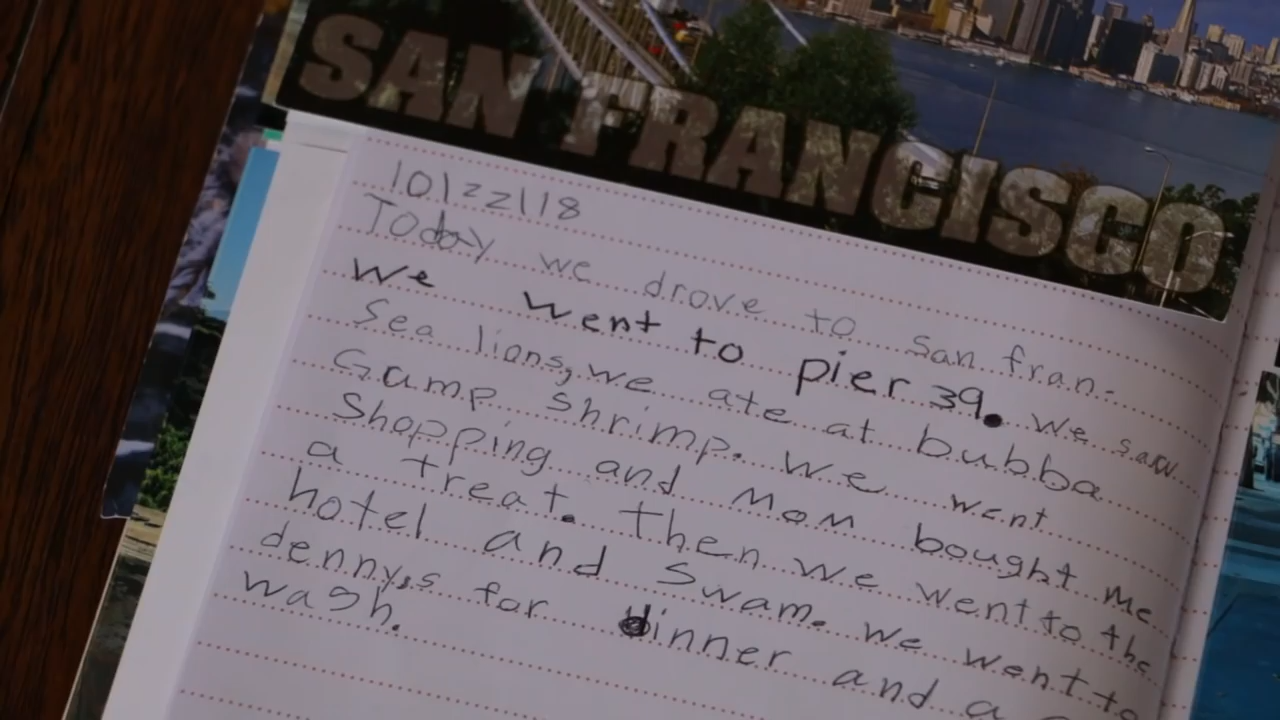 SAN FRANCISCO
10/22/18
Today we drove to san fran-
We went to pier 39. We saw
Sea lions, we ate at bubba
Gump shrimp. We went
Shopping and Mom bought me
a treat. Then we went to the
hotel and Swam. We went to
denny,s for dinner and a
wash.